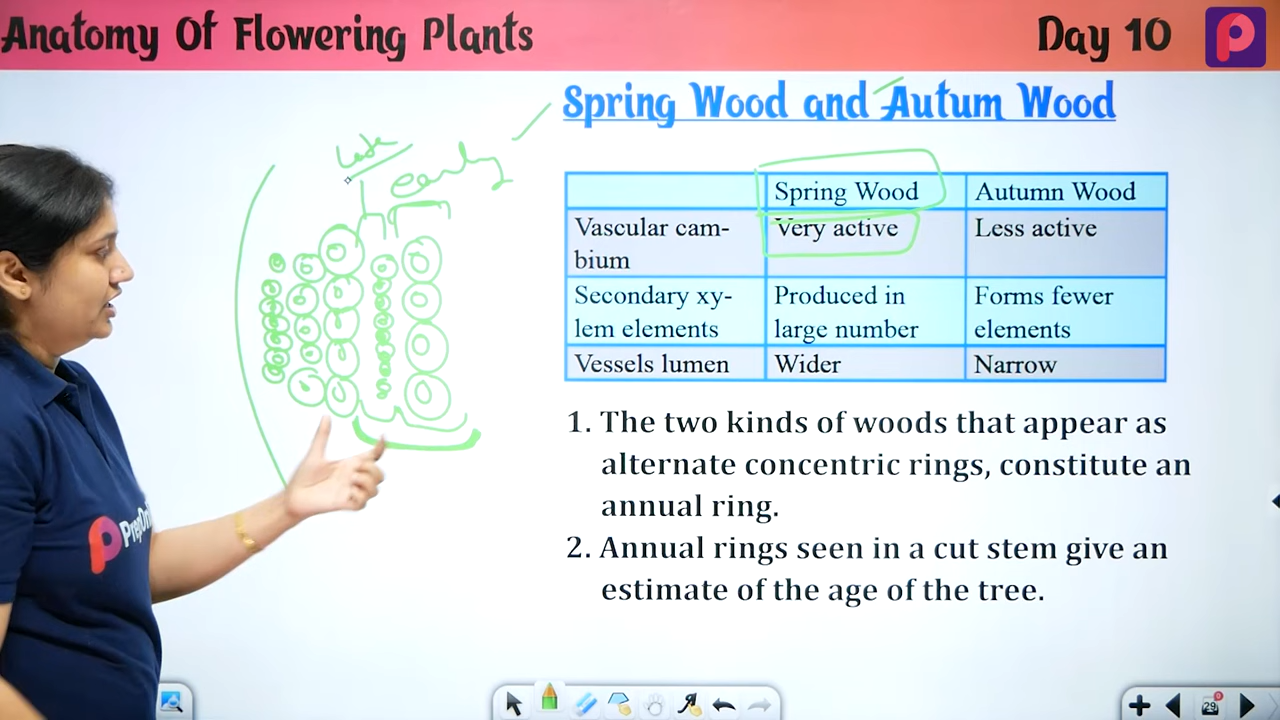 Anatomy Of Flowering Plants
Day 10
Spring Wood and Autum Wood
Late
early
Spring Wood
Autumn Wood
Vascular cam-
bium
Very active
Less active
Secondary xy-
lem elements
Produced in
large number
Forms fewer
elements
Vessels lumen
Wider
Narrow
1. The two kinds of woods that appear as
alternate concentric rings, constitute an
annual ring.
2. Annual rings seen in a cut stem give an
estimate of the age of the tree.
29